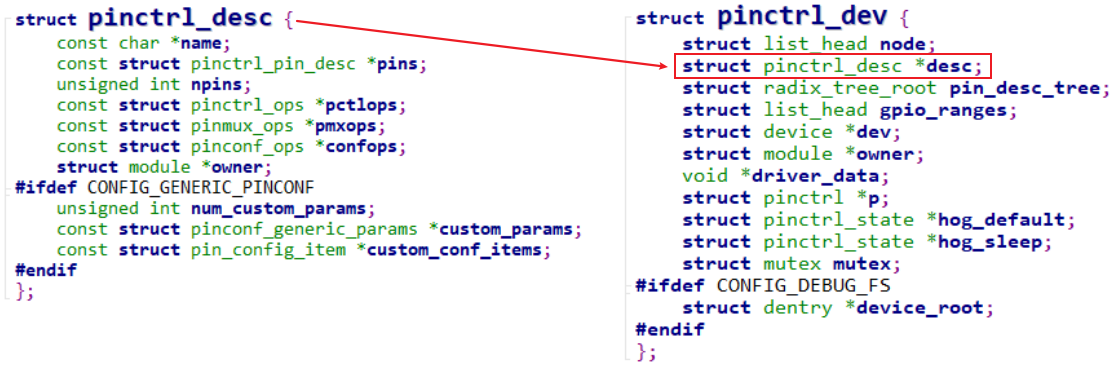 struct pinctrl_desc {
const char *name;
const struct pinctrl_pin_desc *pins;
unsigned int npins;
const struct pinctrl_ops *pctlops;
const struct pinmux_ops *pmxops;
const struct pinconf_ops *confops;
struct module *owner;
#ifdef CONFIG_GENERIC_PINCONF
unsigned int num_custom_params;
const struct pinconf_generic_params *custom_params;
const struct pin_config_item *custom_conf_items;
#endif
};
struct pinctrl_dev {
struct list_head node;
struct pinctrl_desc *desc;
struct radix_tree_root pin_desc_tree;
struct list_head gpio_ranges;
struct device *dev;
struct module *owner;
void *driver_data;
struct pinctrl *p;
struct pinctrl_state *hog_default;
struct pinctrl_state *hog_sleep;
struct mutex mutex;
#ifdef CONFIG_DEBUG_FS
struct dentry *device_root;
#endif
};